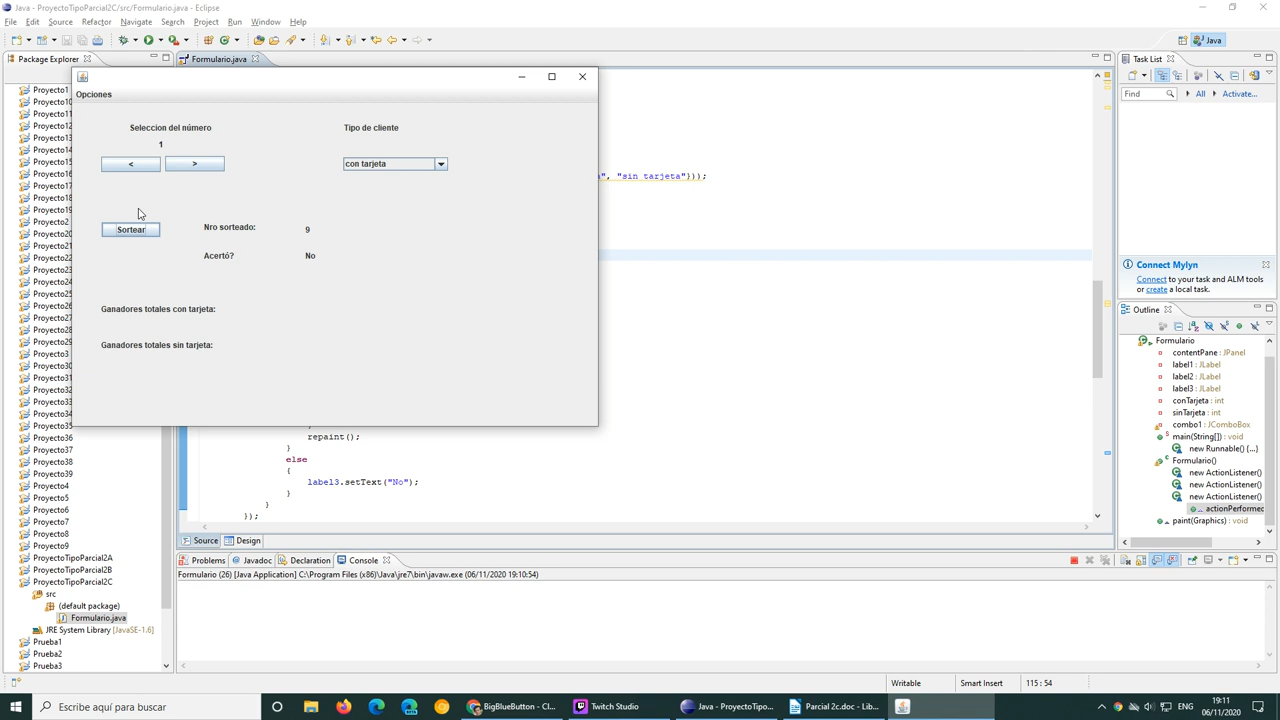 Java - ProyectoTipoParcial2C/src/Formulario.java - Eclipse
File Edit Source Refactor Navigate Search Project Run Window Help
Java
Package Explorer
Formulario.java
Task List
Find
All
Activate...
Proyecto1
Proyecto10
Proyecto11
Proyecto12
Proyecto13
Proyecto14
Proyecto15
Proyecto16
Proyecto17
Proyecto18
Proyecto19
Proyecto2
Proyecto20
Proyecto21
Proyecto22
Proyecto23
Proyecto24
Proyecto25
Proyecto26
Proyecto27
Proyecto28
Proyecto29
Proyecto3
Proyecto30
Proyecto31
Proyecto32
Proyecto33
Proyecto34
Proyecto35
Proyecto36
Proyecto37
Proyecto38
Proyecto39
Proyecto4
Proyecto5
Proyecto6
Proyecto7
Proyecto8
Proyecto9
ProyectoTipoParcial2A
ProyectoTipoParcial2B
ProyectoTipoParcial2C
src
(default package)
Formulario.java
JRE System Library [JavaSE-1.6]
Prueba1
Prueba2
Prueba3
Opciones
Seleccion del número
Tipo de cliente
1
< >
con tarjeta
Sortear
Nro sorteado: 9
Acertó? No
Ganadores totales con tarjeta:
Ganadores totales sin tarjeta:
", "sin tarjeta"}));
;
repaint();
}
else
{
label3.setText("No");
}
}
});
Source Design
Connect Mylyn
Connect to your task and ALM tools
or create a local task.
Outline
Formulario
contentPane : JPanel
label1 : JLabel
label2 : JLabel
label3 : JLabel
conTarjeta : int
sinTarjeta : int
combo1 : JComboBox
main(String[]) : void
new Runnable() {...}
Formulario()
new ActionListener()
new ActionListener()
new ActionListener()
actionPerformed
paint(Graphics) : void
Problems Javadoc Declaration Console
Formulario (26) [Java Application] C:\Program Files (x86)\Java\jre7\bin\javaw.exe (06/11/2020 19:10:54)
Writable
Smart Insert
115 : 54
Escribe aquí para buscar
BigBlueButton - Cl...
Twitch Studio
Java - ProyectoTipo...
Parcial 2c.doc - Lib...
ENG
19:11
06/11/2020